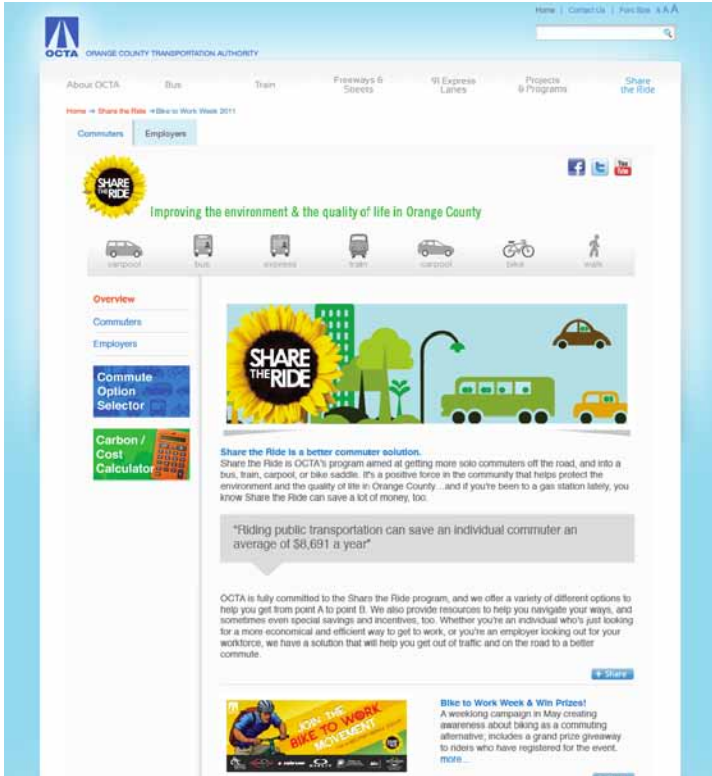 Home | Contact Us | Font Size A A A
OCTA ORANGE COUNTY TRANSPORTATION AUTHORITY
About OCTA
Bus
Train
Freeways & Streets
91 Express Lanes
Projects & Programs
Share the Ride
Home Share the Ride Bike to Work Week 2011
Commuters Employers
SHARE
THE RIDE
You Tube
Improving the environment & the quality of life in Orange County
vanpool bus express train carpool bike walk
Overview
Commuters
Employers
Commute
Option
Selector
Carbon /
Cost
Calculator
SHARE
THE RIDE
Share the Ride is a better commuter solution.
Share the Ride is OCTA's program aimed at getting more solo commuters off the road, and into a
bus, train, carpool, or bike saddle. It's a positive force in the community that helps protect the
environment and the quality of life in Orange County…and if you're been to a gas station lately, you
know Share the Ride can save a lot of money, too.
"Riding public transportation can save an individual commuter an
average of $8,691 a year"
OCTA is fully committed to the Share the Ride program, and we offer a variety of different options to
help you get from point A to point B. We also provide resources to help you navigate your ways, and
sometimes even special savings and incentives, too. Whether you're an individual who's just looking
for a more economical and efficient way to get to work, or you're an employer looking out for your
workforce, we have a solution that will help you get out of traffic and on the road to a better
commute.
+ Share
JOIN THE
BIKE TO WORK
MOVEMENT
SHARE
THE RIDE
Bike to Work Week & Win Prizes!
A weeklong campaign in May creating
awareness about biking as a commuting
alternative; includes a grand prize giveaway
to riders who have registered for the event.
more...